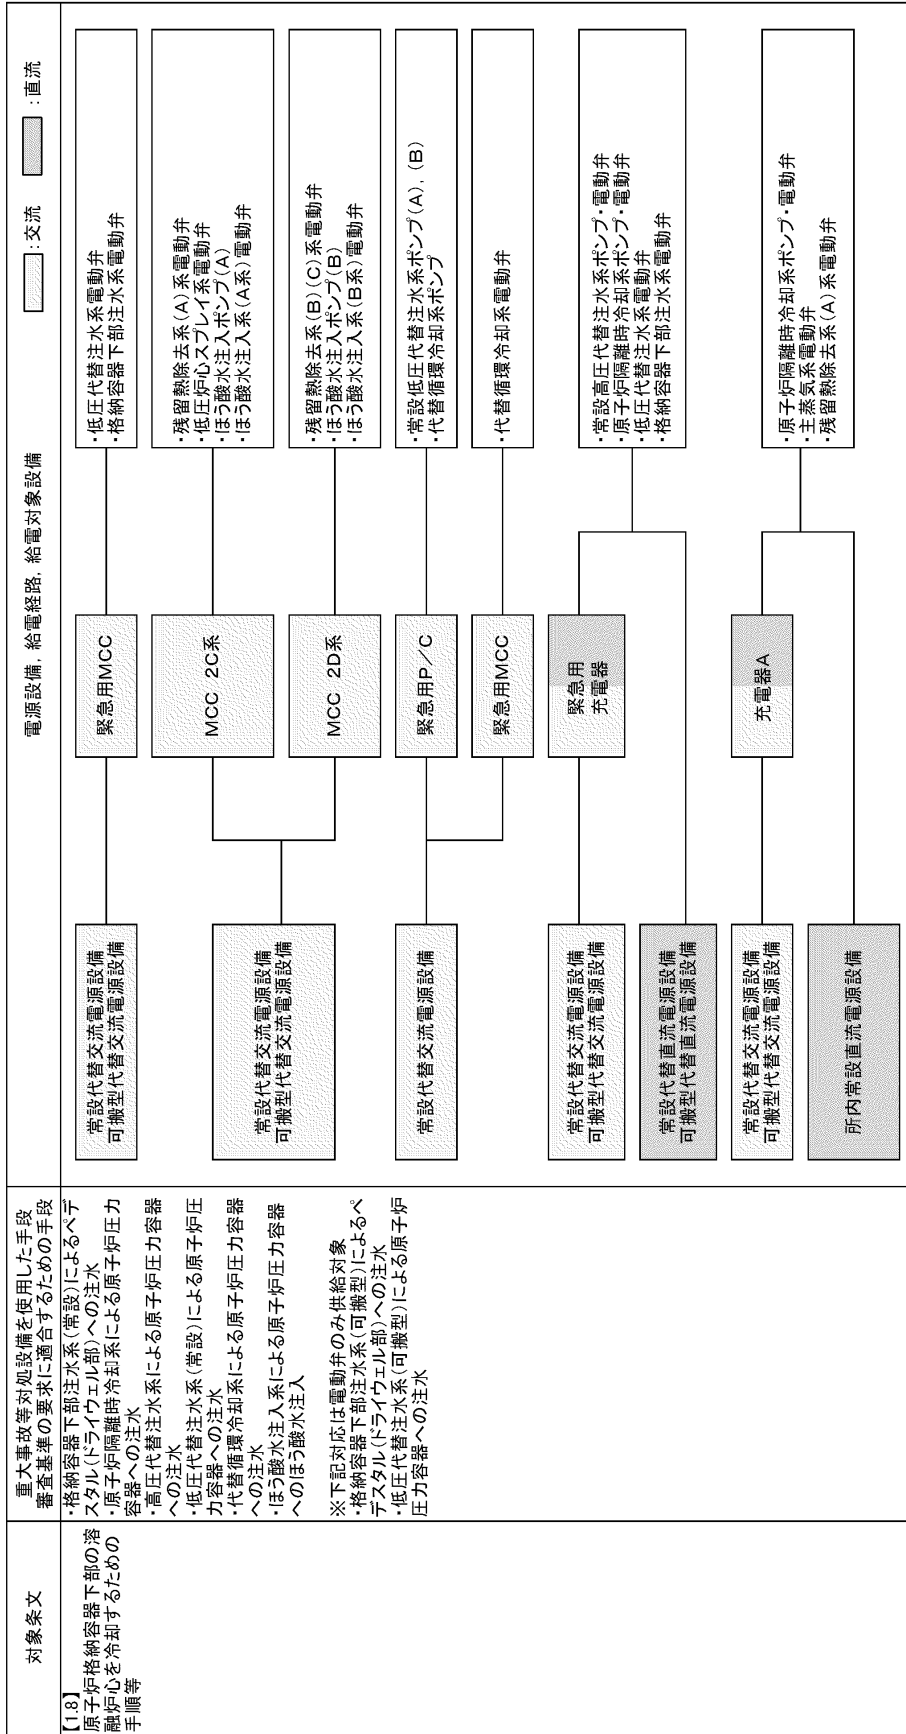 対象条文
重大事故等対処設備を使用した手段
審査基準の要求に適合するための手段
電源設備，給電経路，給電対象設備
：交流
：直流
【1.8】
原子炉格納容器下部の溶
融炉心を冷却するための
手順等
・格納容器下部注水系(常設)によるペデ
スタル(ドライウェル部)への注水
・原子炉隔離時冷却系による原子炉圧力
容器への注水
・高圧代替注水系による原子炉圧力容器
への注水
・低圧代替注水系(常設)による原子炉圧
力容器への注水
・代替循環冷却系による原子炉圧力容器
への注水
・ほう酸水注入系による原子炉圧力容器
へのほう酸水注入
※下記対応は電動弁のみ供給対象
・格納容器下部注水系(可搬型)によるペ
デスタル(ドライウェル部)への注水
・低圧代替注水系(可搬型)による原子炉
圧力容器への注水
常設代替交流電源設備
可搬型代替交流電源設備
緊急用MCC
・低圧代替注水系電動弁
・格納容器下部注水系電動弁
常設代替交流電源設備
可搬型代替交流電源設備
MCC 2C系
・残留熱除去系(A)系電動弁
・低圧炉心スプレイ系電動弁
・ほう酸水注入ポンプ(A)
・ほう酸水注入系(A系)電動弁
MCC 2D系
・残留熱除去系(B)(C)系電動弁
・ほう酸水注入ポンプ(B)
・ほう酸水注入系(B系)電動弁
常設代替交流電源設備
緊急用P／C
・常設低圧代替注水系ポンプ(A)，(B)
・代替循環冷却系ポンプ
緊急用MCC
・代替循環冷却系電動弁
常設代替交流電源設備
可搬型代替交流電源設備
緊急用
充電器
常設代替直流電源設備
可搬型代替直流電源設備
・常設高圧代替注水系ポンプ・電動弁
・原子炉隔離時冷却系ポンプ・電動弁
・低圧代替注水系電動弁
・格納容器下部注水系電動弁
常設代替交流電源設備
可搬型代替交流電源設備
充電器A
所内常設直流電源設備
・原子炉隔離時冷却系ポンプ・電動弁
・主蒸気系電動弁
・残留熱除去系(A)系電動弁